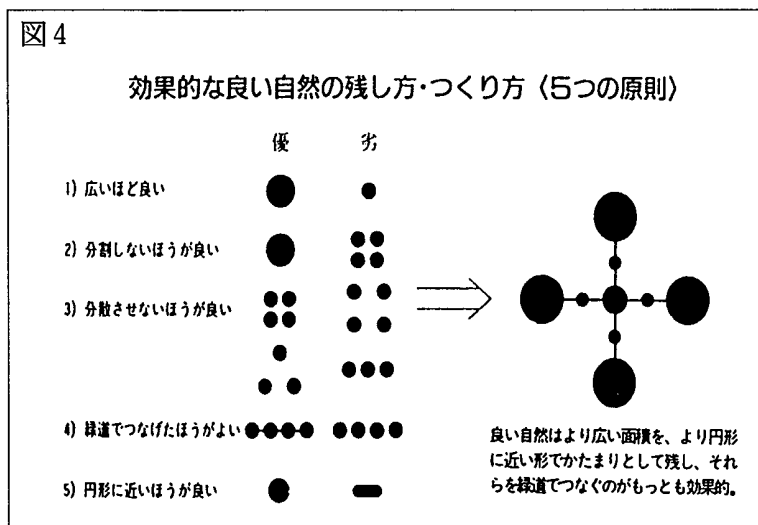 図4
効果的な良い自然の残し方・つくり方〈5つの原則〉
優 劣
1) 広いほど良い
2) 分割しないほうが良い
3) 分散させないほうが良い
4) 緑道でつなげたほうがよい
5) 円形に近いほうが良い
良い自然はより広い面積を、より円形
に近い形でかたまりとして残し、それ
らを緑道でつなぐのがもっとも効果的。